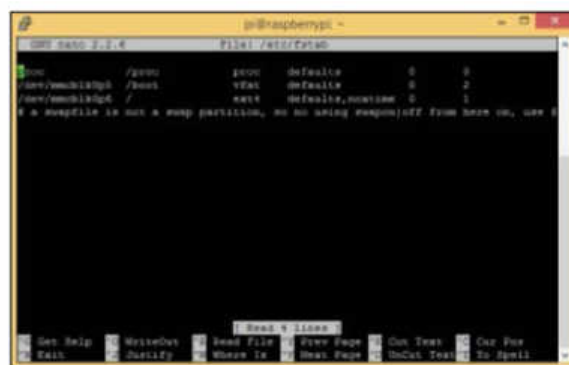 pi@raspberrypi: ~
GNU nano 2.2.6 File: /etc/fstab
proc /proc proc defaults 0 0
/dev/mmcblk0p5 /boot vfat defaults 0 2
/dev/mmcblk0p6 / ext4 defaults,noatime 0 1
# a swapfile is not a swap partition, so no using swapon|off from here on, use
[ Read 4 lines ]
^G Get Help ^O WriteOut ^R Read File ^Y Prev Page ^K Cut Text ^C Cur Pos
^X Exit ^J Justify ^W Where Is ^V Next Page ^U UnCut Text ^T To Spell